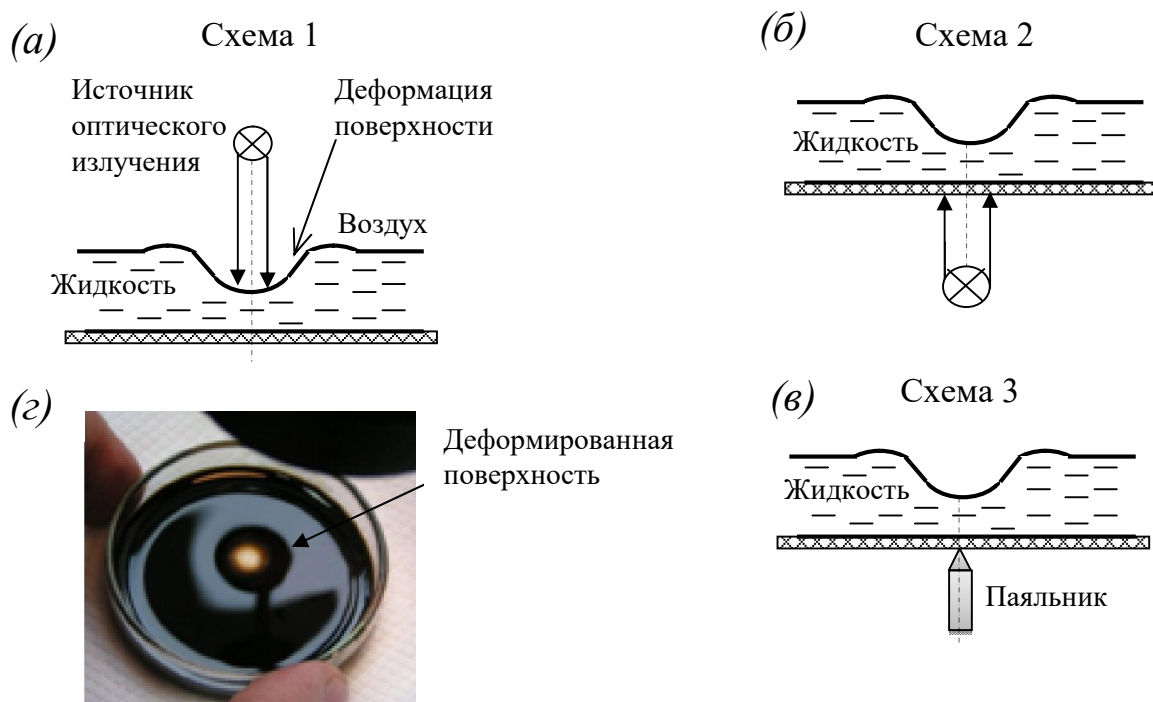 (а)
Схема 1
Источник
оптического
излучения
Деформация
поверхности
Воздух
Жидкость
(б)
Схема 2
Жидкость
(г)
Деформированная
поверхность
(в)
Схема 3
Жидкость
Паяльник